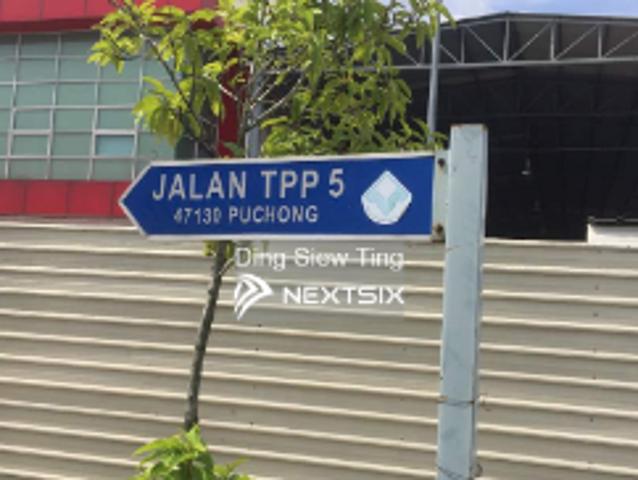 JALAN TPP 5
47130 PUCHONG
Ding Siew Ting
NEXTSIX